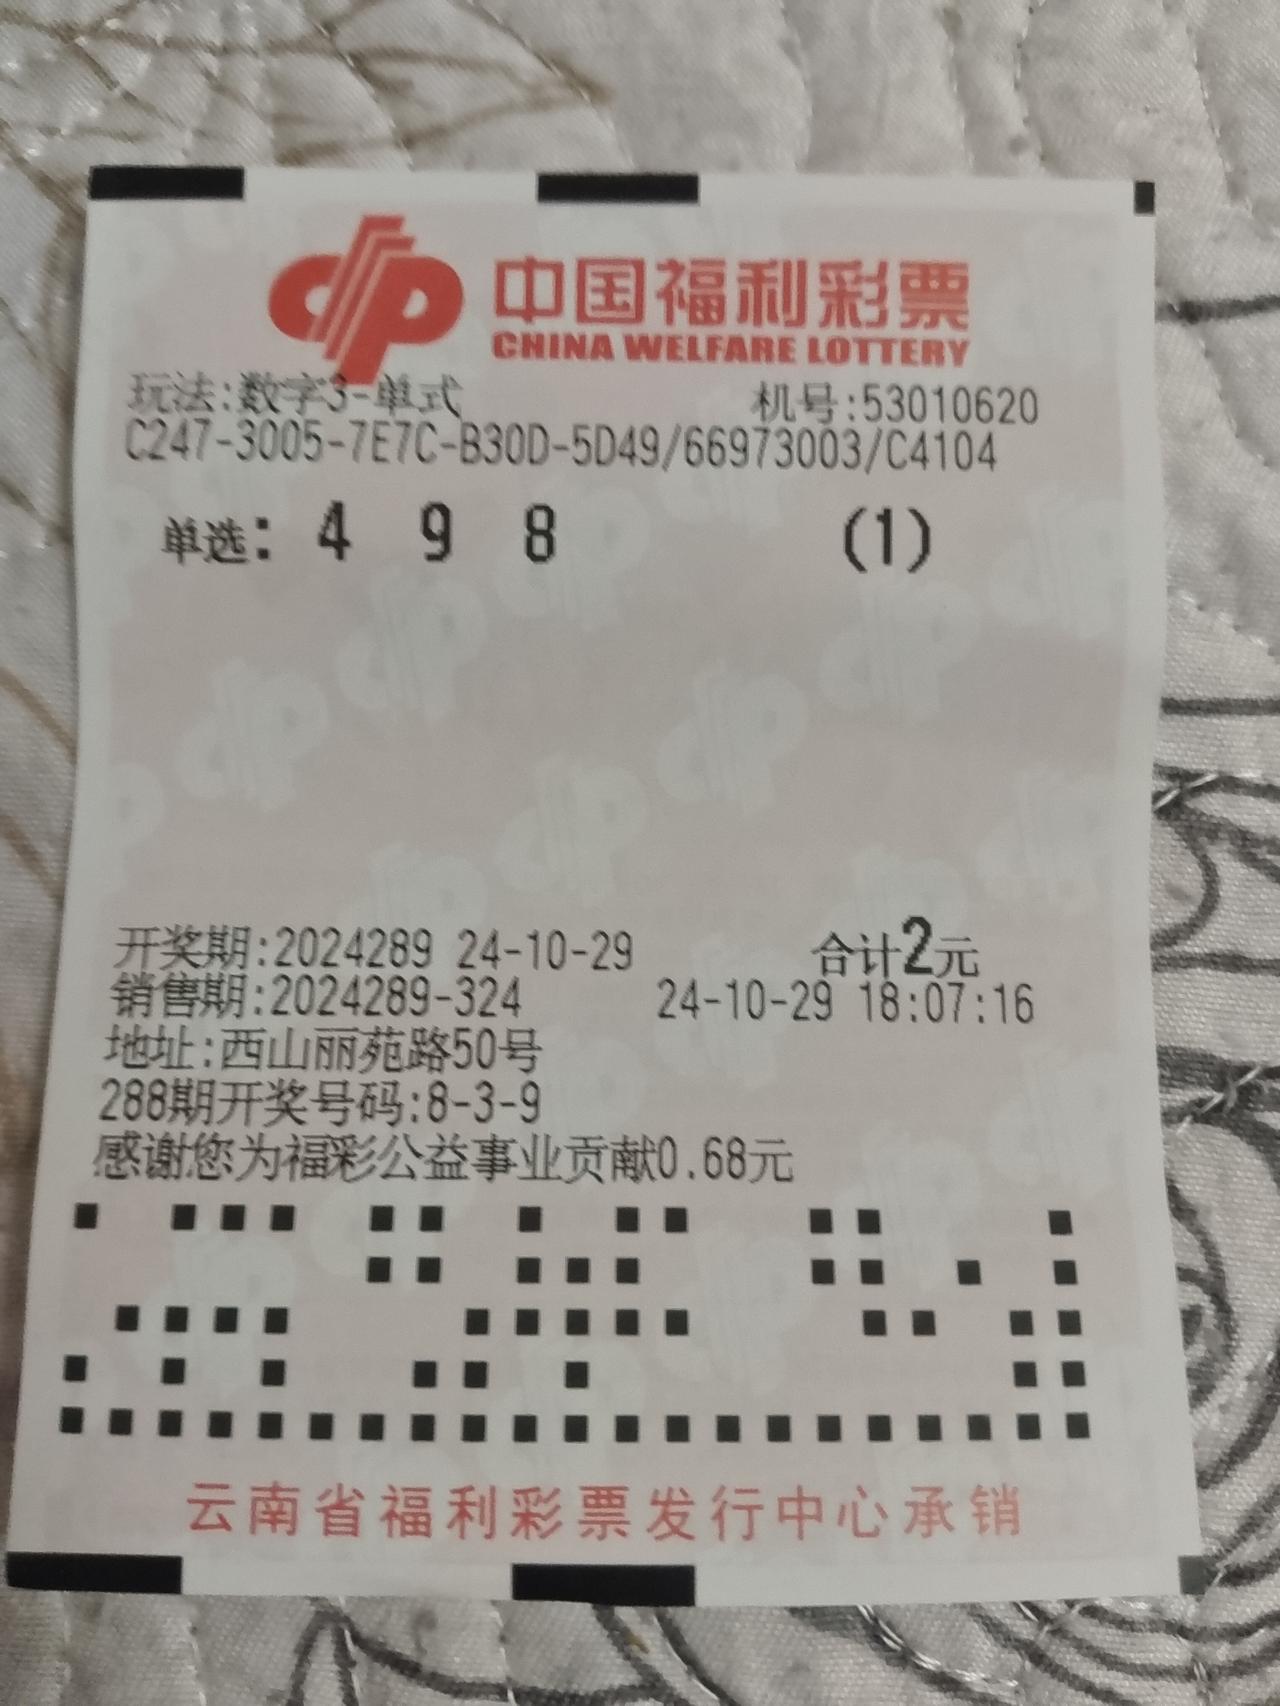 中国福利彩票
CHINA WELFARE LOTTERY
玩法:数字3-单式 机号:53010620
C247-3005-7E7C-B30D-5D49/66973003/C4104
单选: 4 9 8 (1)
开奖期:2024289 24-10-29 合计2元
销售期:2024289-324 24-10-29 18:07:16
地址:西山丽苑路50号
288期开奖号码:8-3-9
感谢您为福彩公益事业贡献0.68元
云南省福利彩票发行中心承销